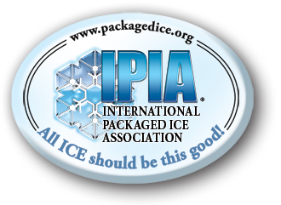 www.packagedice.org
IPIA®
INTERNATIONAL
PACKAGED ICE
ASSOCIATION
All ICE should be this good!